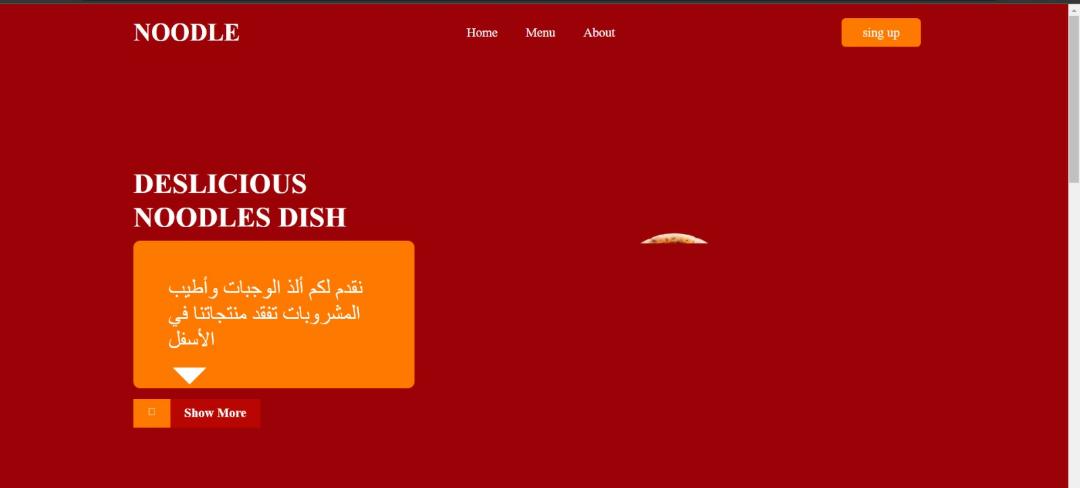 NOODLE
Home Menu About
sing up
DESLICIOUS
NOODLES DISH
نقدم لكم ألذ الوجبات وأطيب
المشروبات تفقد منتجاتنا في
الأسفل
Show More